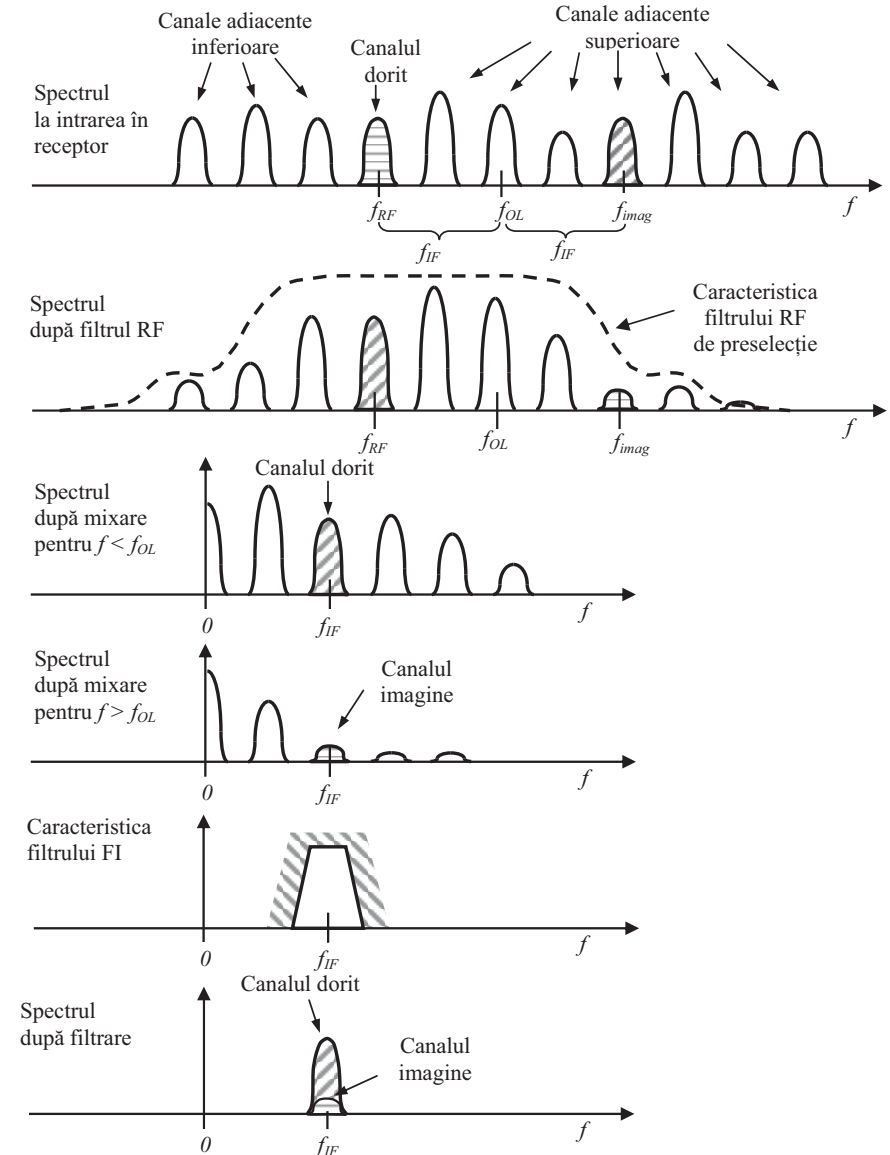 Canale adiacente
inferioare
Canalul
dorit
Canale adiacente
superioare
Spectrul
la intrarea în
receptor
f_RF
f_OL
f_imag
f
f_IF
f_IF
Spectrul
după filtrul RF
Caracteristica
filtrului RF
de preselecție
f_RF
f_OL
f_imag
f
Spectrul
după mixare
pentru f < f_OL
Canalul dorit
0
f_IF
f
Spectrul
după mixare
pentru f > f_OL
Canalul
imagine
0
f_IF
f
Caracteristica
filtrului FI
0
f_IF
f
Canalul dorit
Spectrul
după filtrare
Canalul
imagine
0
f_IF
f